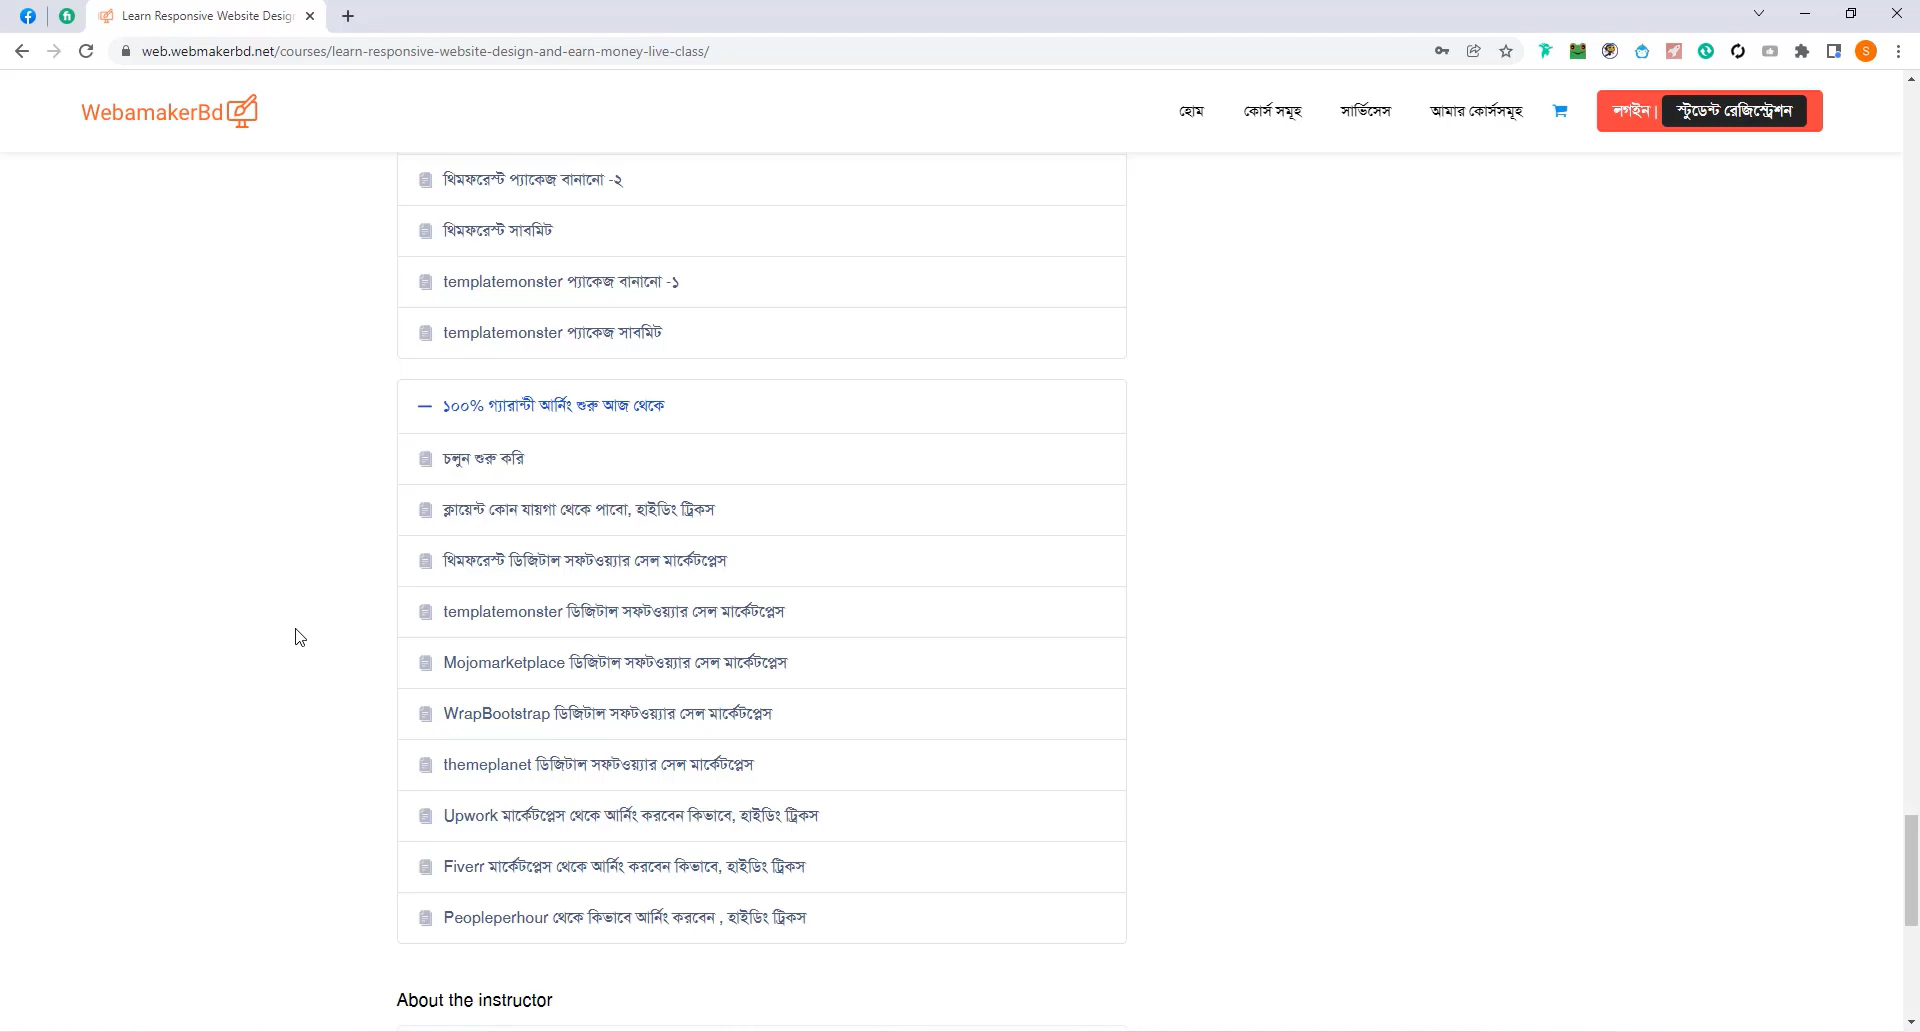 Learn Responsive Website Desig
web.webmakerbd.net/courses/learn-responsive-website-design-and-earn-money-live-class/
S
WebamakerBd
হোম
কোর্স সমূহ
সার্ভিসেস
আমার কোর্সসমূহ
লগইন | স্টুডেন্ট রেজিস্ট্রেশন
থিমফরেস্ট প্যাকেজ বানানো -২
থিমফরেস্ট সাবমিট
templatemonster প্যাকেজ বানানো -১
templatemonster প্যাকেজ সাবমিট
১০০% গ্যারান্টী আর্নিং শুরু আজ থেকে
চলুন শুরু করি
ক্লায়েন্ট কোন যায়গা থেকে পাবো, হাইডিং ট্রিকস
থিমফরেস্ট ডিজিটাল সফটওয়্যার সেল মার্কেটপ্লেস
templatemonster ডিজিটাল সফটওয়্যার সেল মার্কেটপ্লেস
Mojomarketplace ডিজিটাল সফটওয়্যার সেল মার্কেটপ্লেস
WrapBootstrap ডিজিটাল সফটওয়্যার সেল মার্কেটপ্লেস
themeplanet ডিজিটাল সফটওয়্যার সেল মার্কেটপ্লেস
Upwork মার্কেটপ্লেস থেকে আর্নিং করবেন কিভাবে, হাইডিং ট্রিকস
Fiverr মার্কেটপ্লেস থেকে আর্নিং করবেন কিভাবে, হাইডিং ট্রিকস
Peopleperhour থেকে কিভাবে আর্নিং করবেন , হাইডিং ট্রিকস
About the instructor